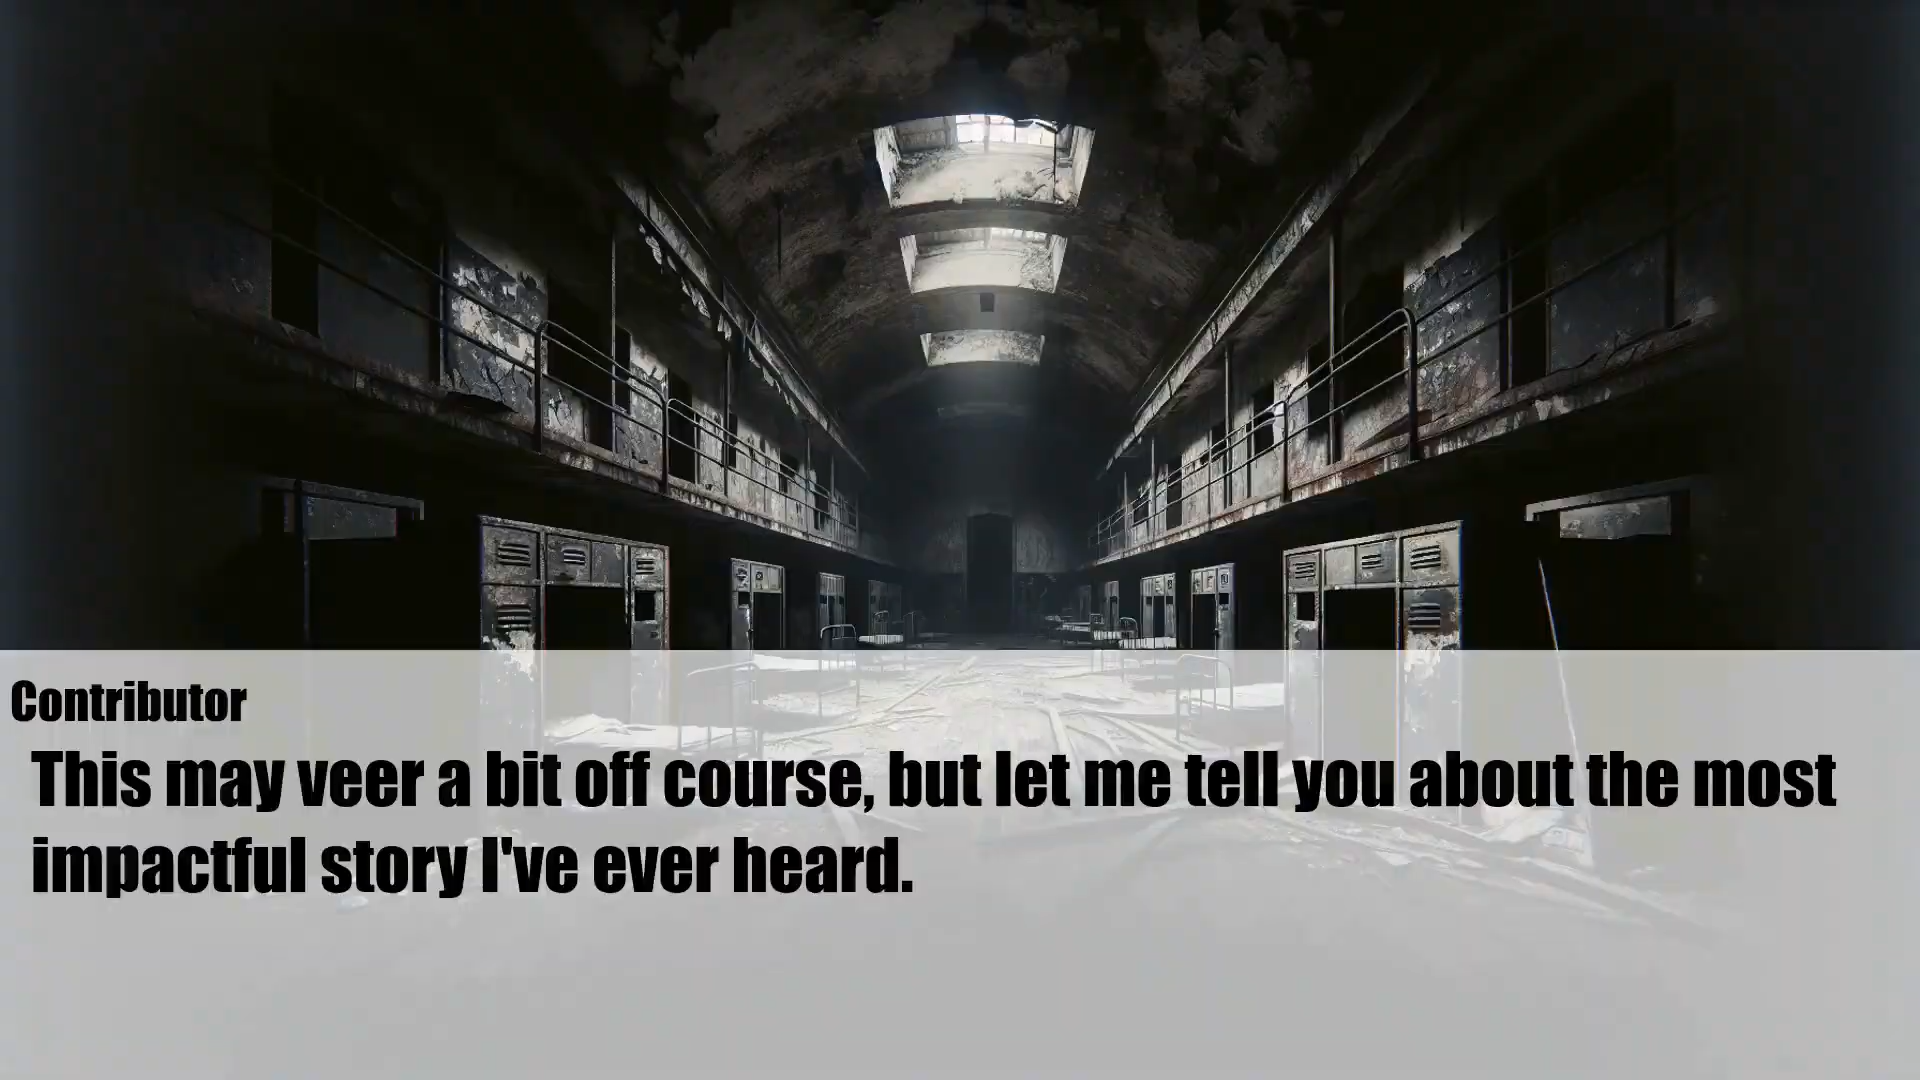 Contributor
This may veer a bit off course, but let me tell you about the most
impactful story I've ever heard.